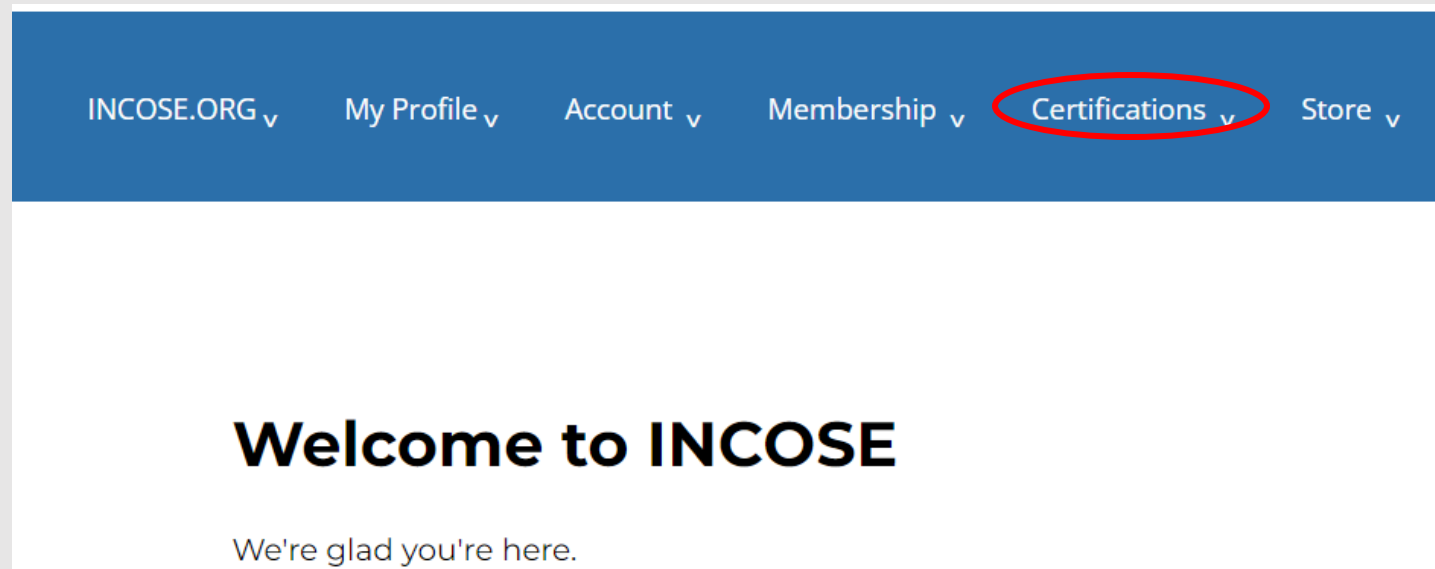 INCOSE.ORG v My Profile v Account v Membership v Certifications v Store v
Welcome to INCOSE
We're glad you're here.